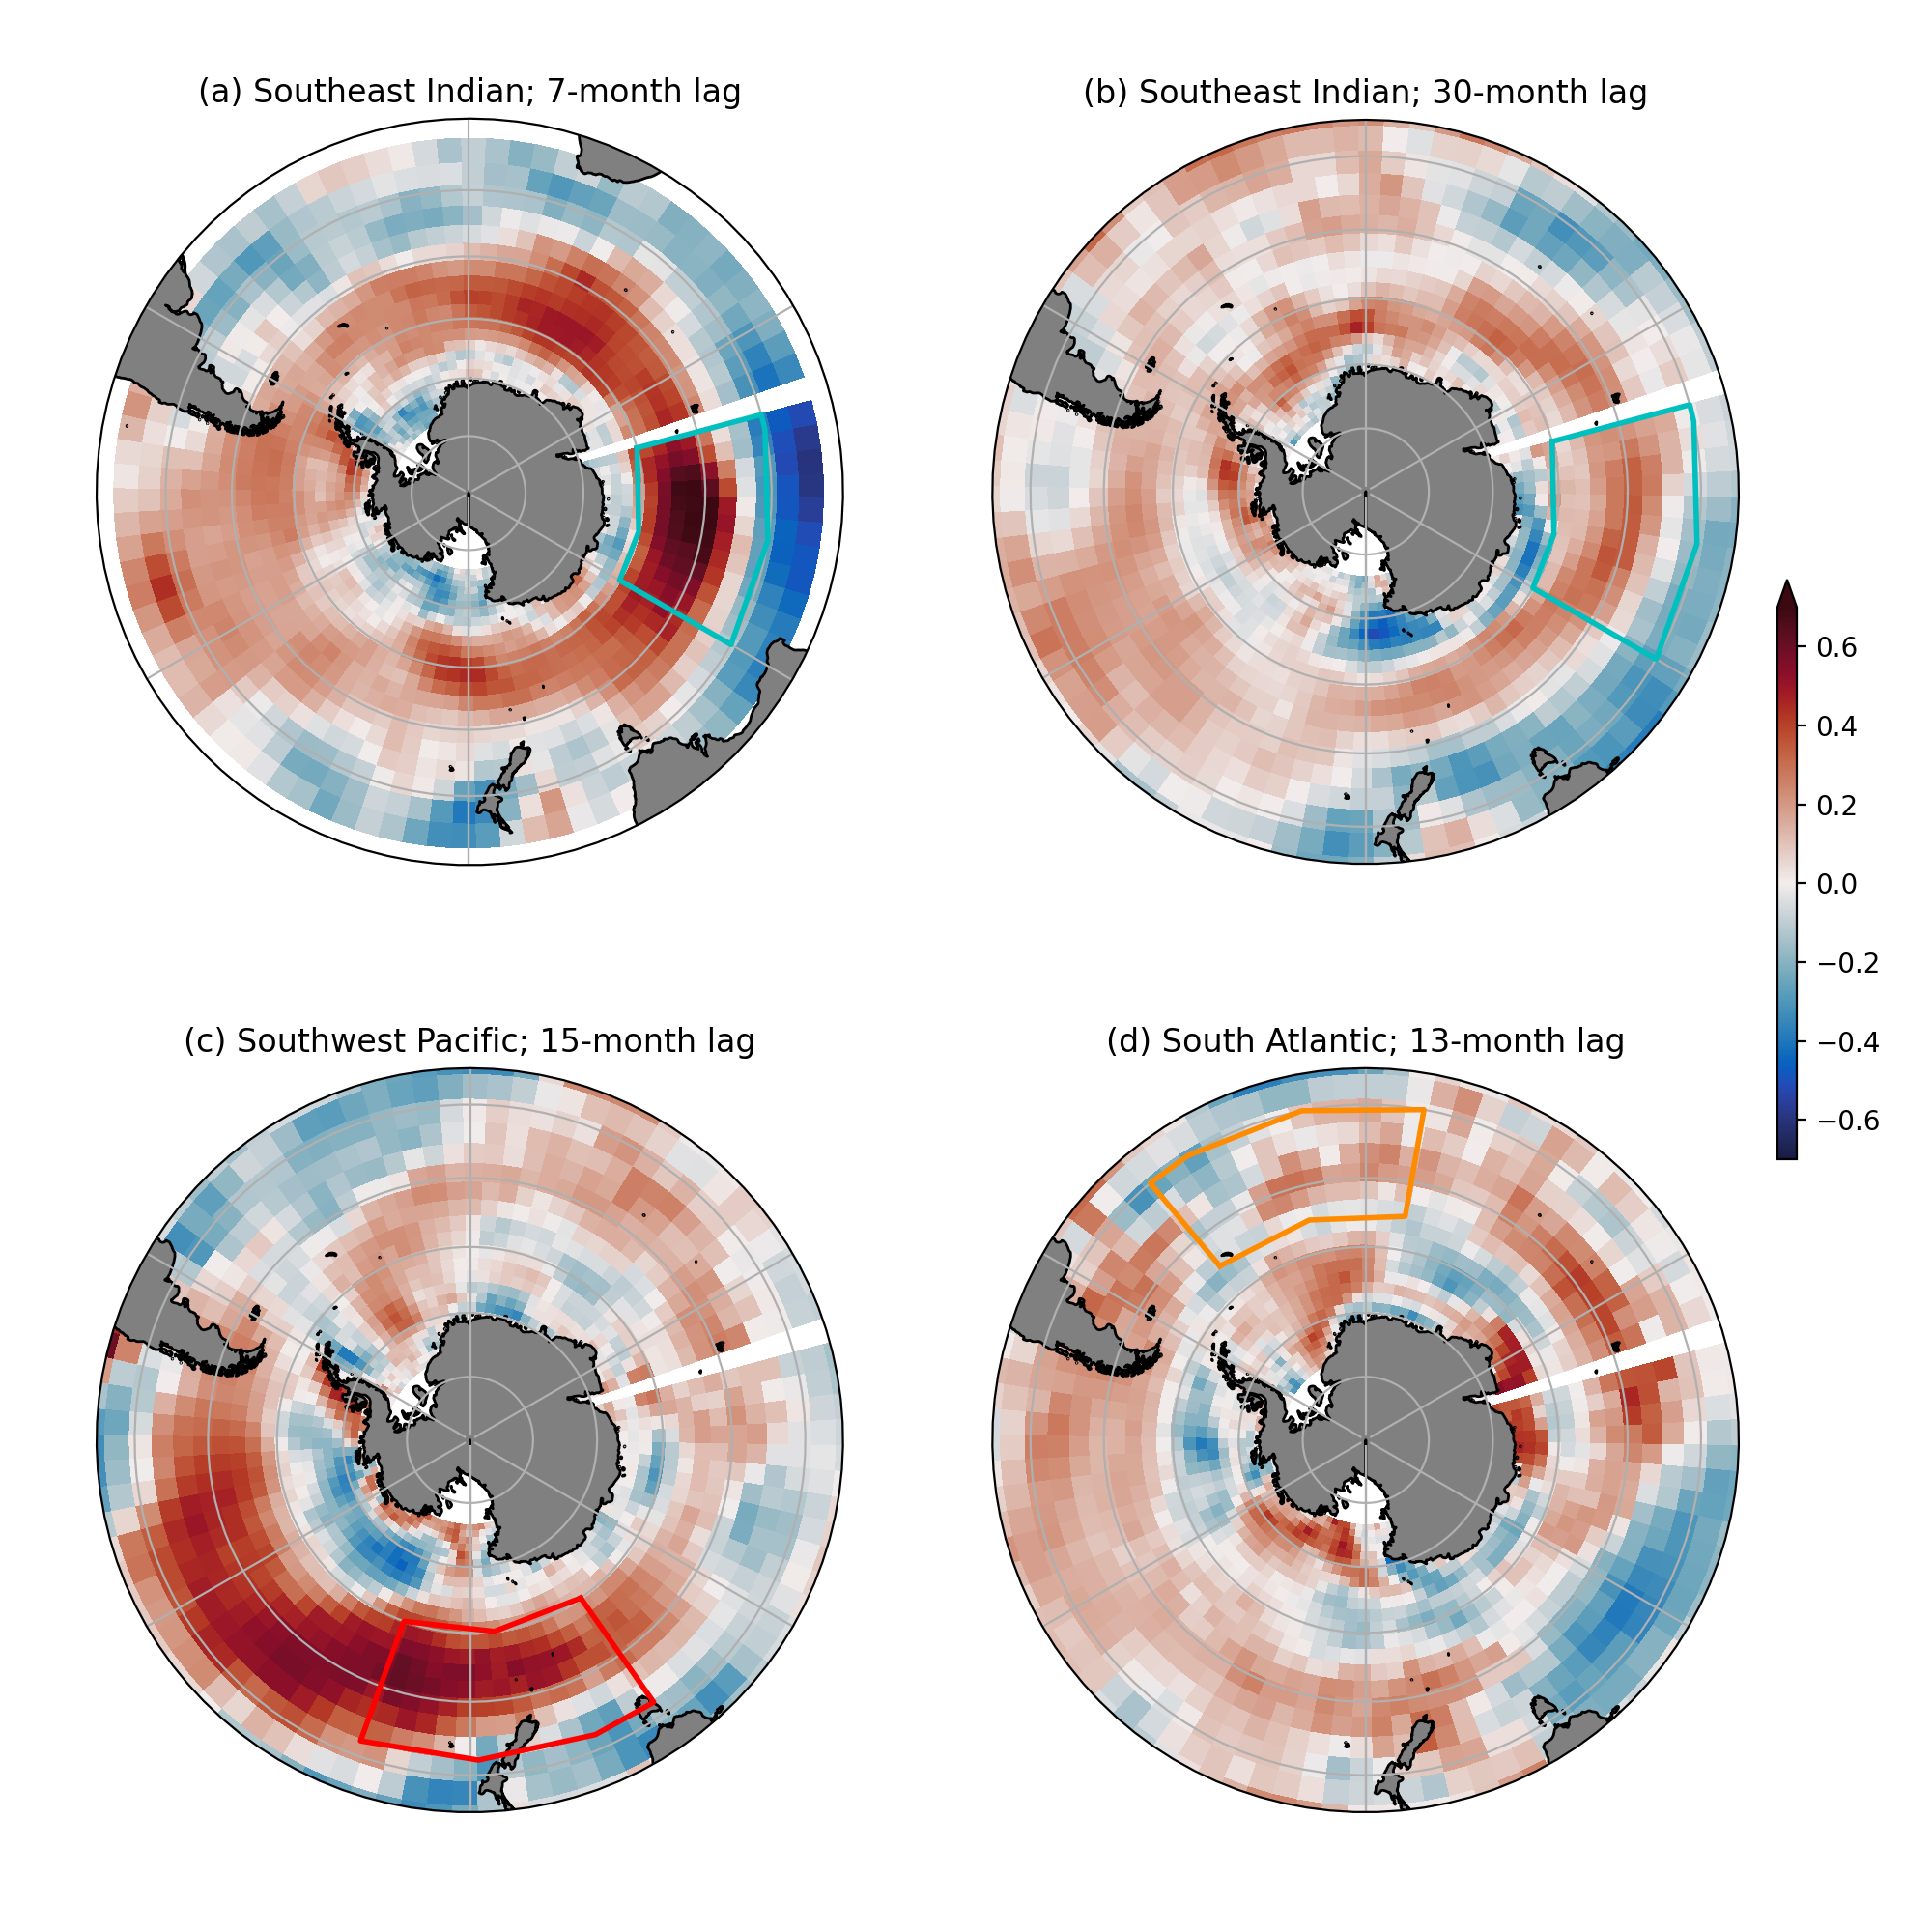 (a) Southeast Indian; 7-month lag
(b) Southeast Indian; 30-month lag
0.6
0.4
0.2
0.0
−0.2
−0.4
−0.6
(c) Southwest Pacific; 15-month lag
(d) South Atlantic; 13-month lag